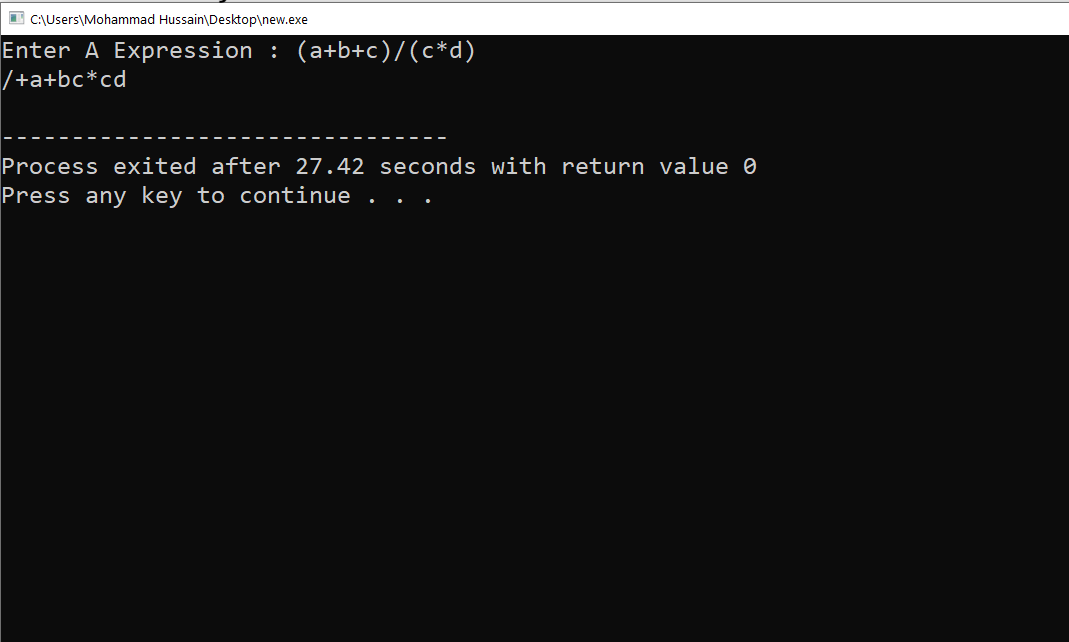 C:\Users\Mohammad Hussain\Desktop\new.exe
Enter A Expression : (a+b+c)/(c*d)
/+a+bc*cd
--------------------------------
Process exited after 27.42 seconds with return value 0
Press any key to continue . . .